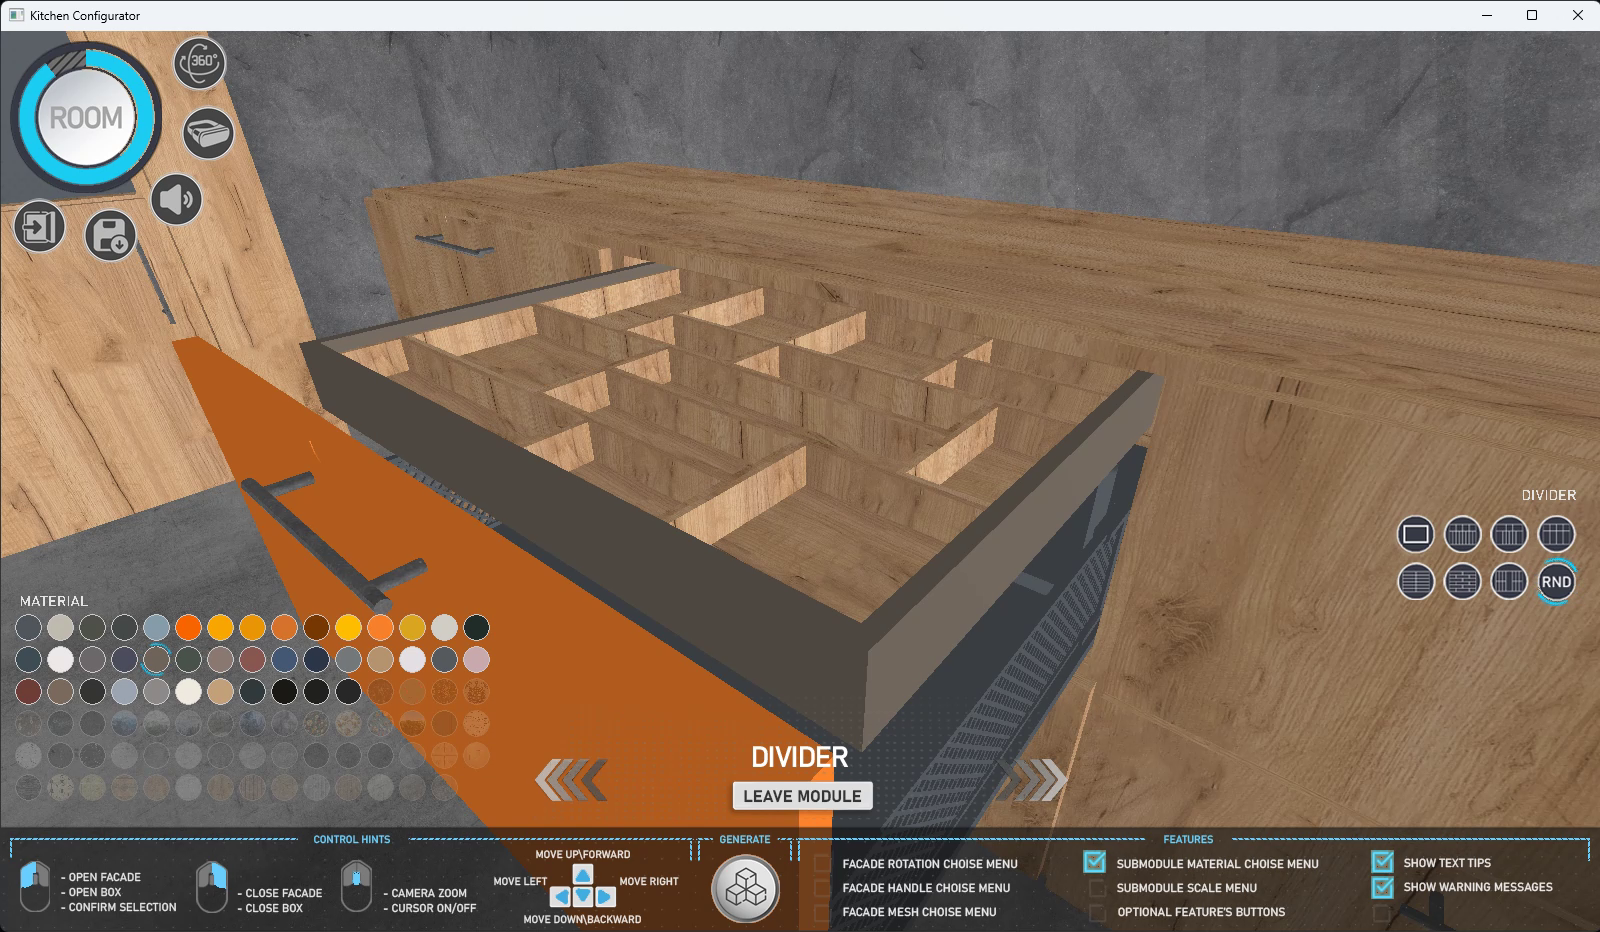 Kitchen Configurator
ROOM
360°
DIVIDER
RND
MATERIAL
DIVIDER
LEAVE MODULE
CONTROL HINTS
- OPEN FACADE
- OPEN BOX
- CONFIRM SELECTION
- CLOSE FACADE
- CLOSE BOX
- CAMERA ZOOM
- CURSOR ON/OFF
MOVE UP\FORWARD
MOVE LEFT
MOVE RIGHT
MOVE DOWN\BACKWARD
GENERATE
FEATURES
FACADE ROTATION CHOISE MENU
FACADE HANDLE CHOISE MENU
FACADE MESH CHOISE MENU
SUBMODULE MATERIAL CHOISE MENU
SUBMODULE SCALE MENU
OPTIONAL FEATURE'S BUTTONS
SHOW TEXT TIPS
SHOW WARNING MESSAGES